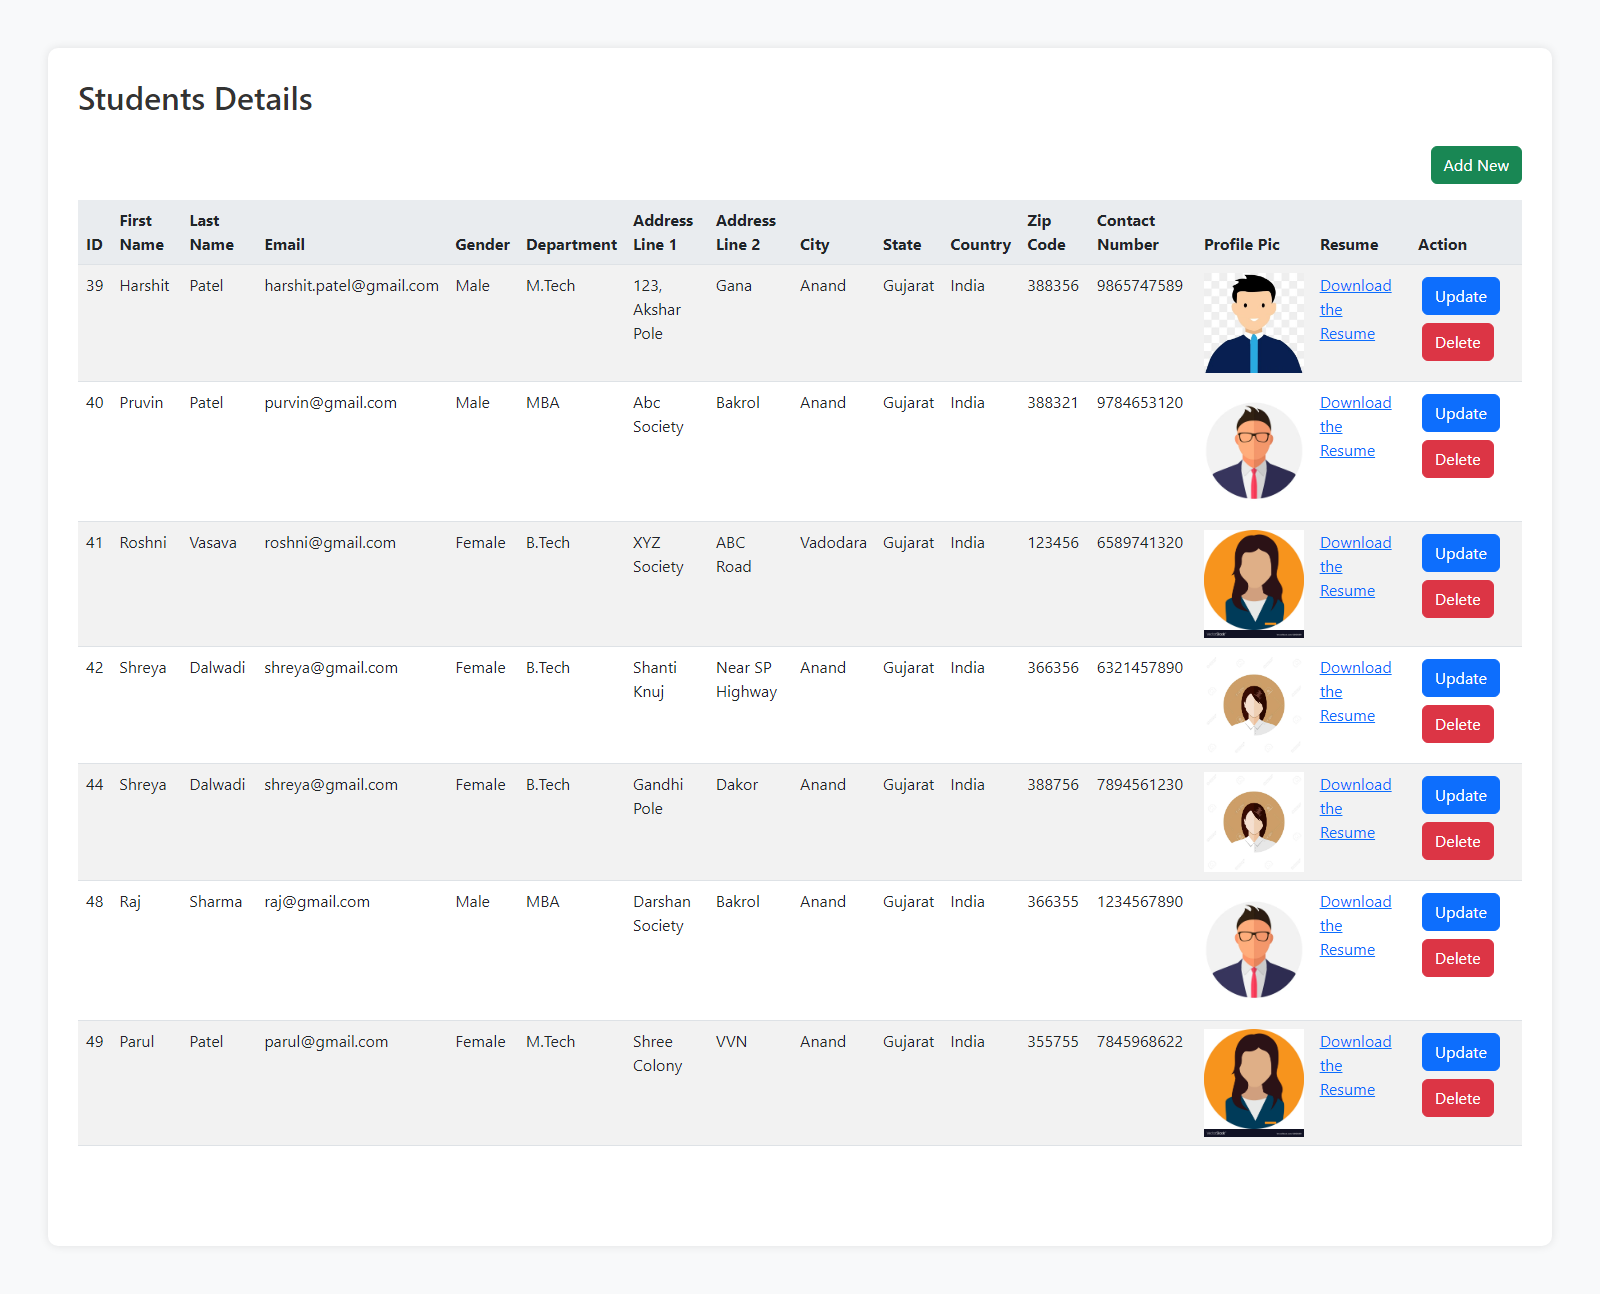 Students Details
Add New
ID First Name Last Name Email Gender Department Address Line 1 Address Line 2 City State Country Zip Code Contact Number Profile Pic Resume Action
39 Harshit Patel harshit.patel@gmail.com Male M.Tech 123, Akshar Pole Gana Anand Gujarat India 388356 9865747589 Download the Resume Update Delete
40 Pruvin Patel purvin@gmail.com Male MBA Abc Society Bakrol Anand Gujarat India 388321 9784653120 Download the Resume Update Delete
41 Roshni Vasava roshni@gmail.com Female B.Tech XYZ Society ABC Road Vadodara Gujarat India 123456 6589741320 Download the Resume Update Delete
42 Shreya Dalwadi shreya@gmail.com Female B.Tech Shanti Knuj Near SP Highway Anand Gujarat India 366356 6321457890 Download the Resume Update Delete
44 Shreya Dalwadi shreya@gmail.com Female B.Tech Gandhi Pole Dakor Anand Gujarat India 388756 7894561230 Download the Resume Update Delete
48 Raj Sharma raj@gmail.com Male MBA Darshan Society Bakrol Anand Gujarat India 366355 1234567890 Download the Resume Update Delete
49 Parul Patel parul@gmail.com Female M.Tech Shree Colony VVN Anand Gujarat India 355755 7845968622 Download the Resume Update Delete